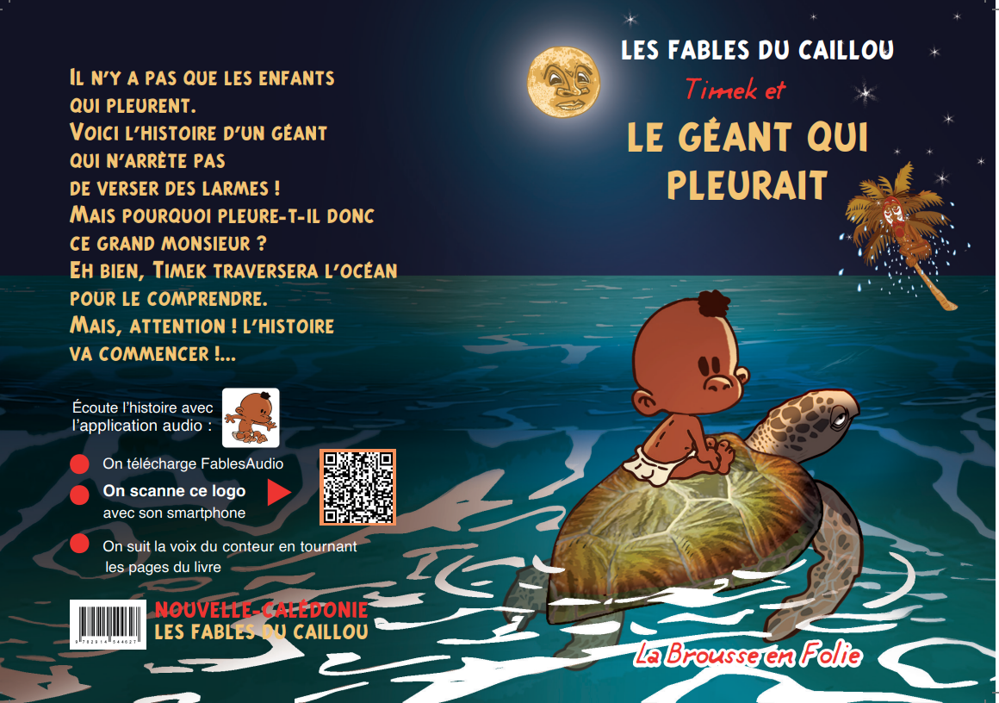 IL N'Y A PAS QUE LES ENFANTS
QUI PLEURENT.
VOICI L'HISTOIRE D'UN GÉANT
QUI N'ARRÈTE PAS
DE VERSER DES LARMES !
MAIS POURQUOI PLEURE-T-IL DONC
CE GRAND MONSIEUR ?
EH BIEN, TIMEK TRAVERSERA L'OCÉAN
POUR LE COMPRENDRE.
MAIS, ATTENTION ! L'HISTOIRE
VA COMMENCER !...
Écoute l'histoire avec
l'application audio :
On télécharge FablesAudio
On scanne ce logo
avec son smartphone
On suit la voix du conteur en tournant
les pages du livre
9 782914 544627
NOUVELLE-CALÉDONIE
LES FABLES DU CAILLOU
LES FABLES DU CAILLOU
Timek et
LE GÉANT QUI
PLEURAIT
La Brousse en Folie